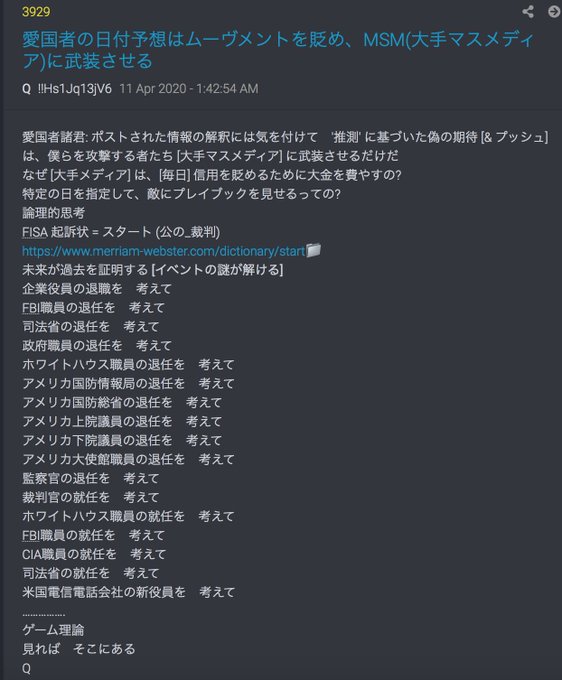 3929
愛国者の日付予想はムーヴメントを貶め、MSM(大手マスメディ
ア)に武装させる
Q !!Hs1Jq13jV6 11 Apr 2020 - 1:42:54 AM
愛国者諸君: ポストされた情報の解釈には気を付けて '推測' に基づいた偽の期待 [& プッシュ]
は、僕らを攻撃する者たち [大手マスメディア] に武装させるだけだ
なぜ [大手メディア] は、[毎日] 信用を貶めるために大金を費やすの?
特定の日を指定して、敵にプレイブックを見せるっての?
論理的思考
FISA 起訴状 = スタート (公の_裁判)
https://www.merriam-webster.com/dictionary/start
未来が過去を証明する [イベントの謎が解ける]
企業役員の退職を 考えて
FBI職員の退任を 考えて
司法省の退任を 考えて
政府職員の退任を 考えて
ホワイトハウス職員の退任を 考えて
アメリカ国防情報局の退任を 考えて
アメリカ国防総省の退任を 考えて
アメリカ上院議員の退任を 考えて
アメリカ下院議員の退任を 考えて
アメリカ大使館職員の退任を 考えて
監察官の退任を 考えて
裁判官の就任を 考えて
ホワイトハウス職員の就任を 考えて
FBI職員の就任を 考えて
CIA職員の就任を 考えて
司法省の就任を 考えて
米国電信電話会社の新役員を 考えて
……………
ゲーム理論
見れば そこにある
Q